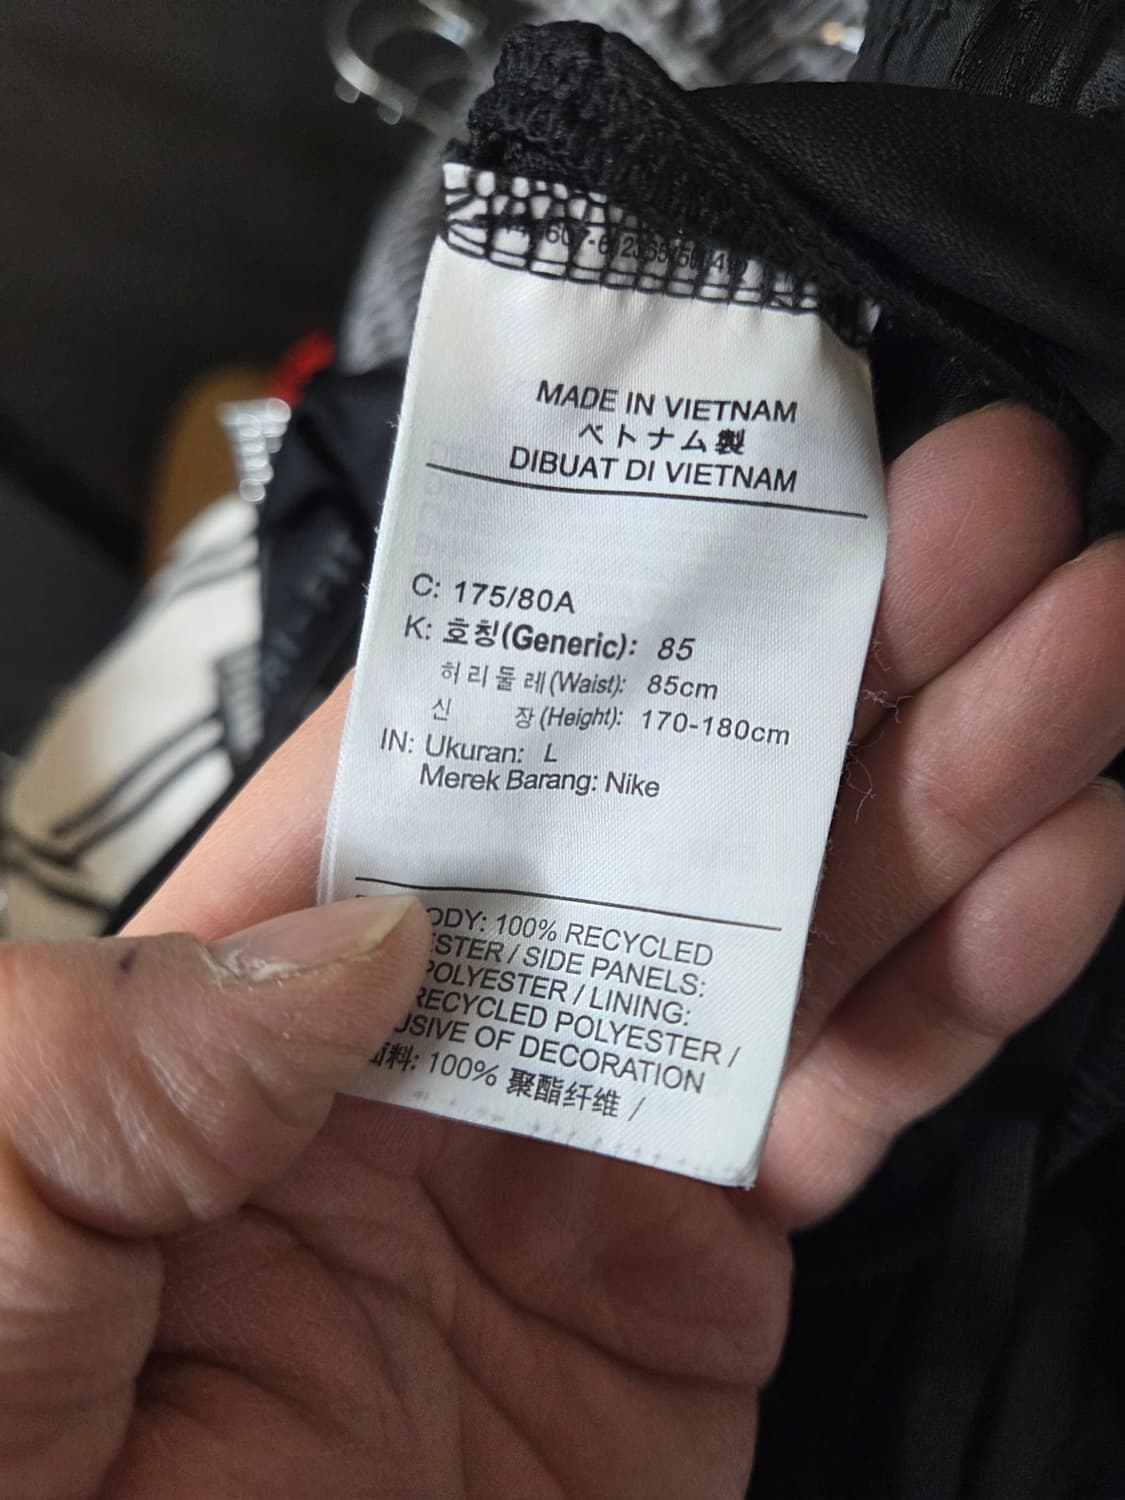 MADE IN VIETNAM
ベトナム製
DIBUAT DI VIETNAM
C: 175/80A
K: 호칭(Generic): 85
허리둘레(Waist): 85cm
신 장(Height): 170-180cm
IN: Ukuran: L
Merek Barang: Nike
ODY: 100% RECYCLED
ESTER / SIDE PANELS:
POLYESTER / LINING:
RECYCLED POLYESTER /
USIVE OF DECORATION
面料: 100% 聚酯纤维 /